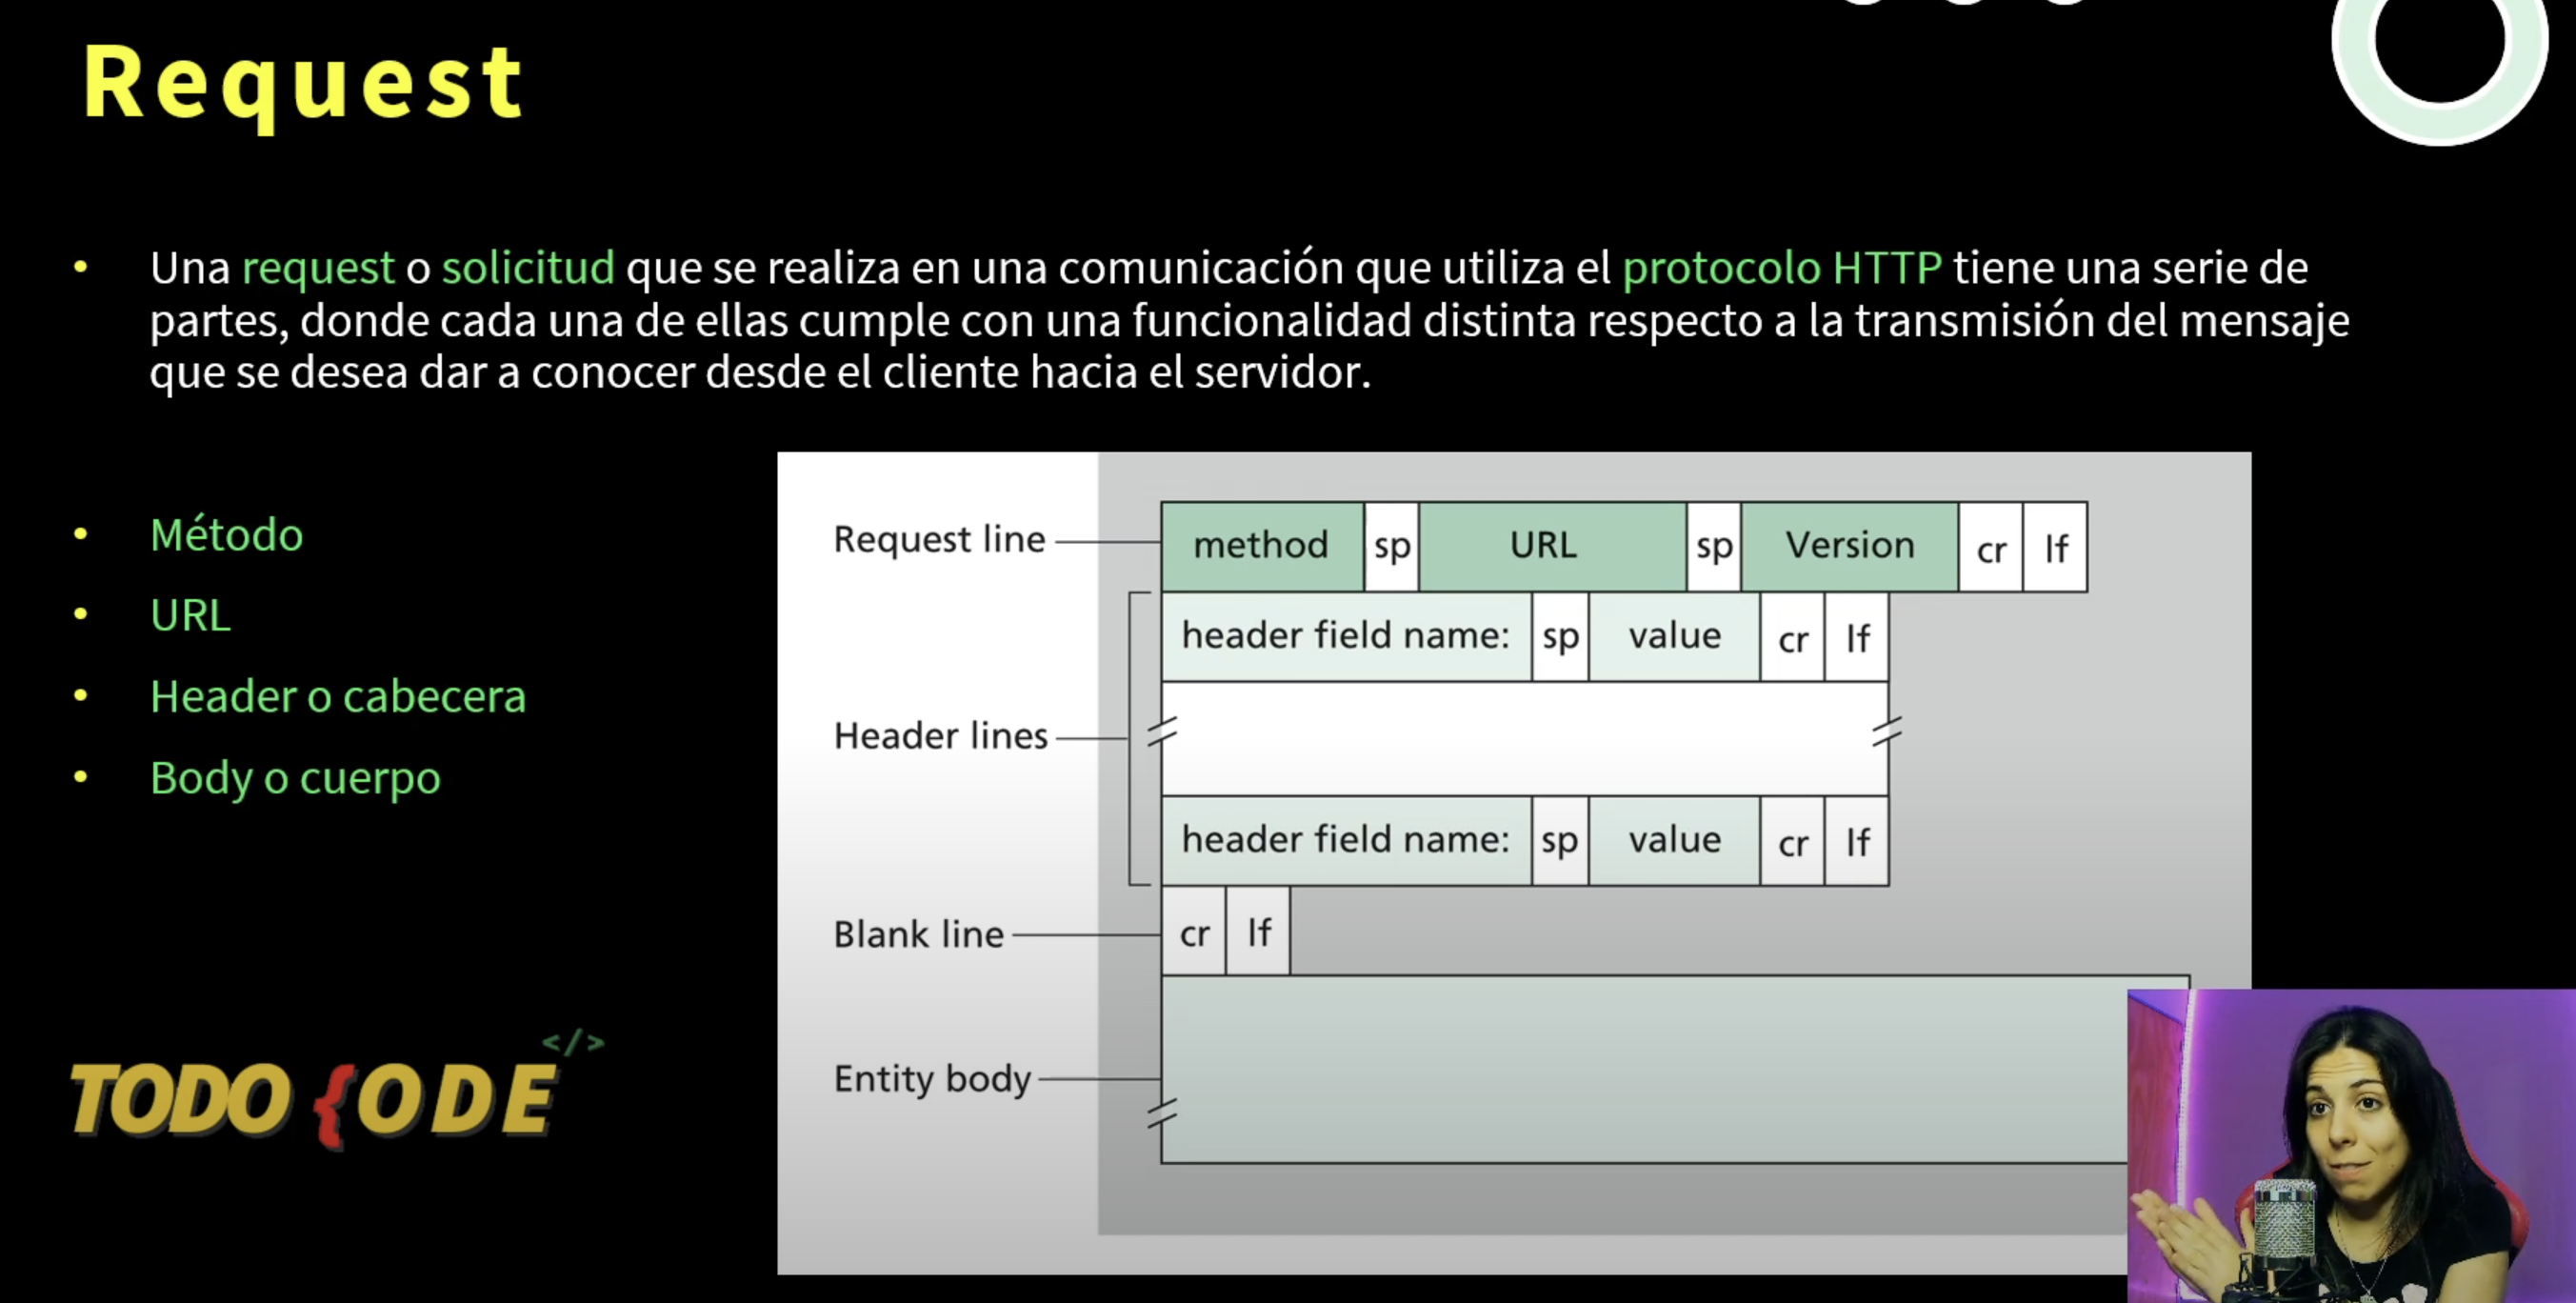 Request
• Una request o solicitud que se realiza en una comunicación que utiliza el protocolo HTTP tiene una serie de
partes, donde cada una de ellas cumple con una funcionalidad distinta respecto a la transmisión del mensaje
que se desea dar a conocer desde el cliente hacia el servidor.
• Método
• URL
• Header o cabecera
• Body o cuerpo
TODO {ODE </>
Request line method sp URL sp Version cr lf
header field name: sp value cr lf
Header lines
header field name: sp value cr lf
Blank line cr lf
Entity body